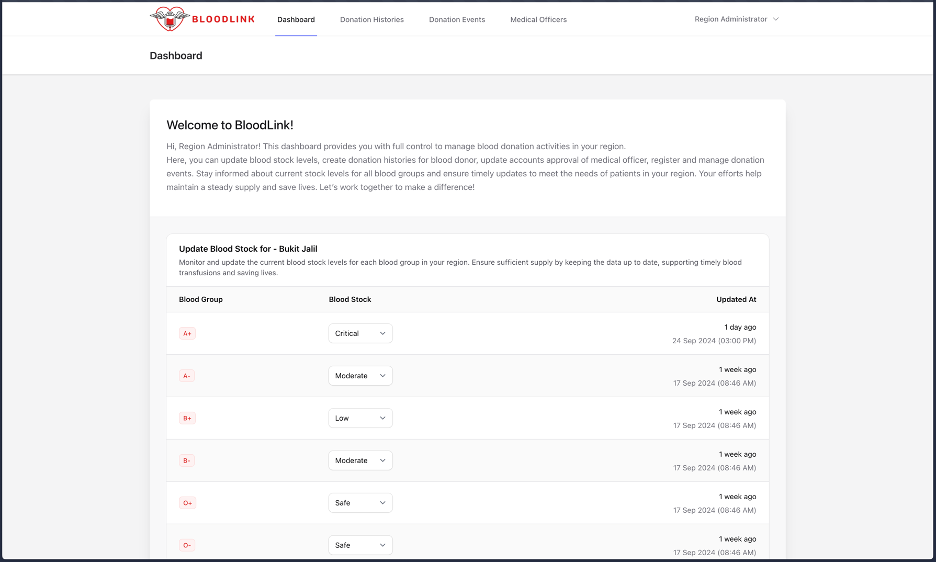 BLOODLINK Dashboard Donation Histories Donation Events Medical Officers Region Administrator
Dashboard
Welcome to BloodLink!
Hi, Region Administrator! This dashboard provides you with full control to manage blood donation activities in your region.
Here, you can update blood stock levels, create donation histories for blood donor, update accounts approval of medical officer, register and manage donation
events. Stay informed about current stock levels for all blood groups and ensure timely updates to meet the needs of patients in your region. Your efforts help
maintain a steady supply and save lives. Let's work together to make a difference!
Update Blood Stock for - Bukit Jalil
Monitor and update the current blood stock levels for each blood group in your region. Ensure sufficient supply by keeping the data up to date, supporting timely blood
transfusions and saving lives.
Blood Group Blood Stock Updated At
A+ Critical 1 day ago
24 Sep 2024 (03:00 PM)
A- Moderate 1 week ago
17 Sep 2024 (08:46 AM)
B+ Low 1 week ago
17 Sep 2024 (08:46 AM)
B- Moderate 1 week ago
17 Sep 2024 (08:46 AM)
O+ Safe 1 week ago
17 Sep 2024 (08:46 AM)
O- Safe 1 week ago
17 Sep 2024 (08:46 AM)